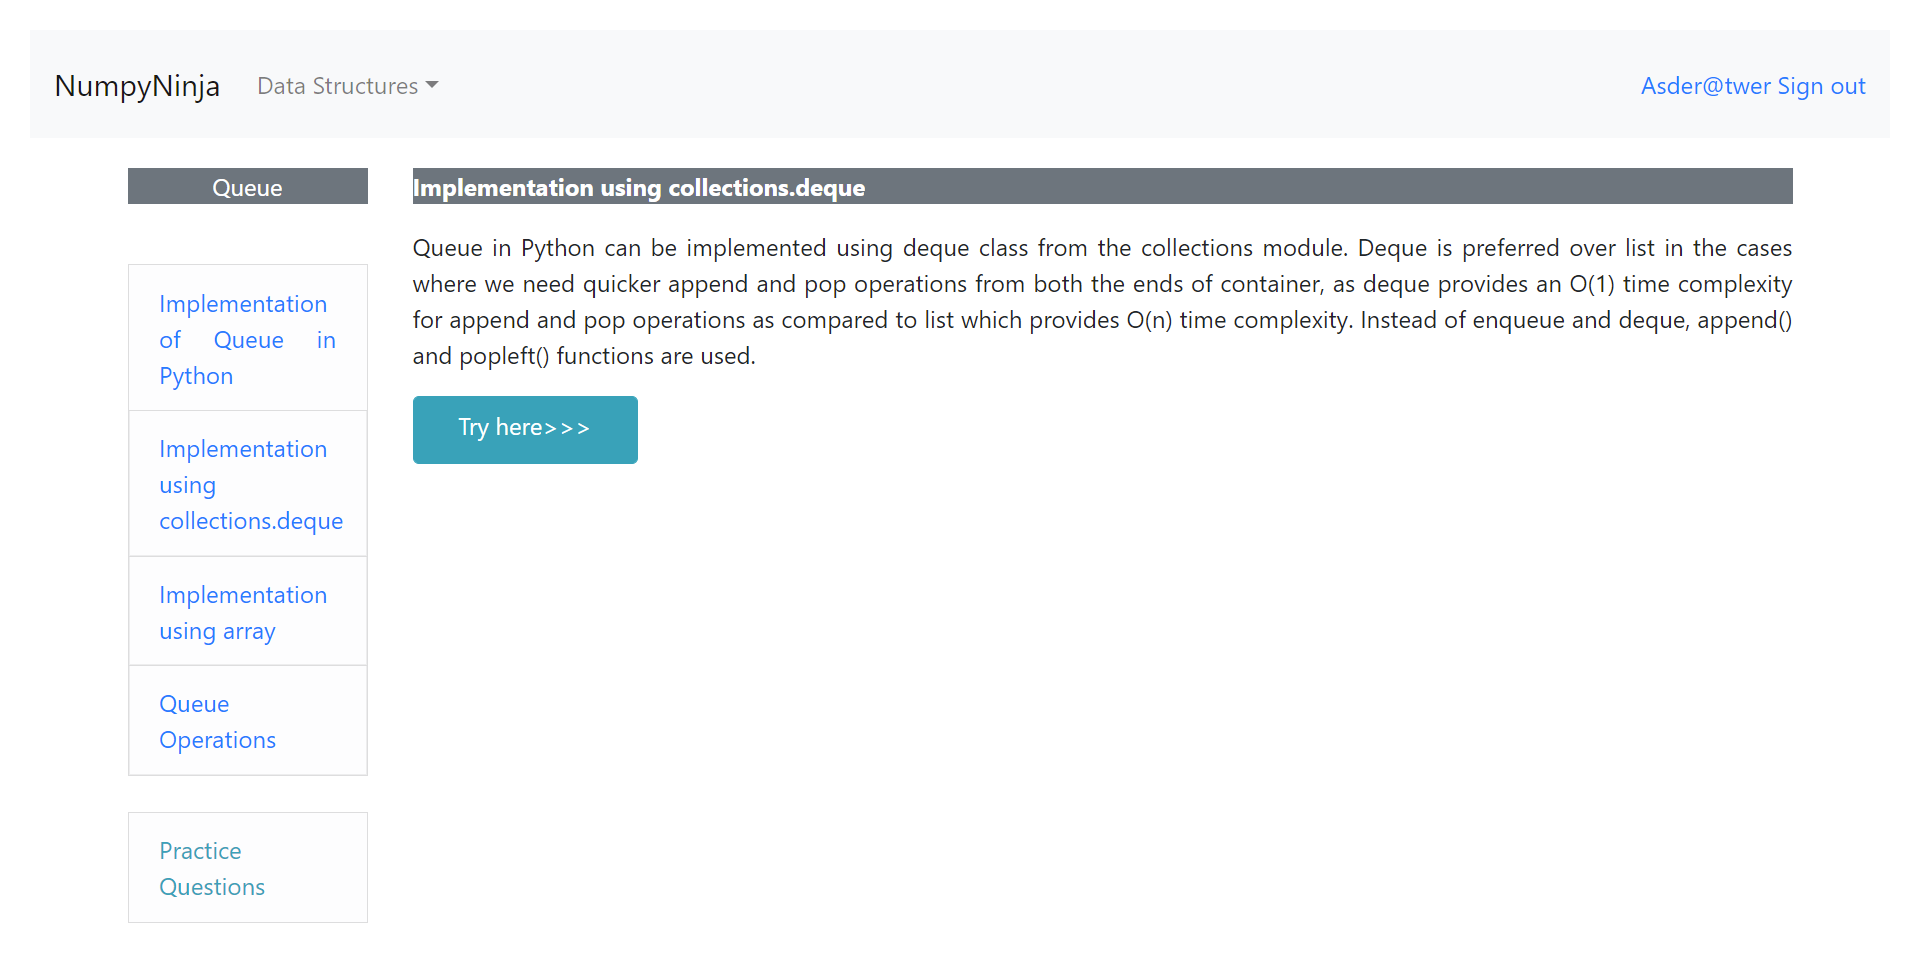 NumpyNinja
Data Structures
Asder@twer Sign out
Queue
Implementation
of Queue in
Python
Implementation
using
collections.deque
Implementation
using array
Queue
Operations
Practice
Questions
Implementation using collections.deque
Queue in Python can be implemented using deque class from the collections module. Deque is preferred over list in the cases
where we need quicker append and pop operations from both the ends of container, as deque provides an O(1) time complexity
for append and pop operations as compared to list which provides O(n) time complexity. Instead of enqueue and deque, append()
and popleft() functions are used.
Try here>>>